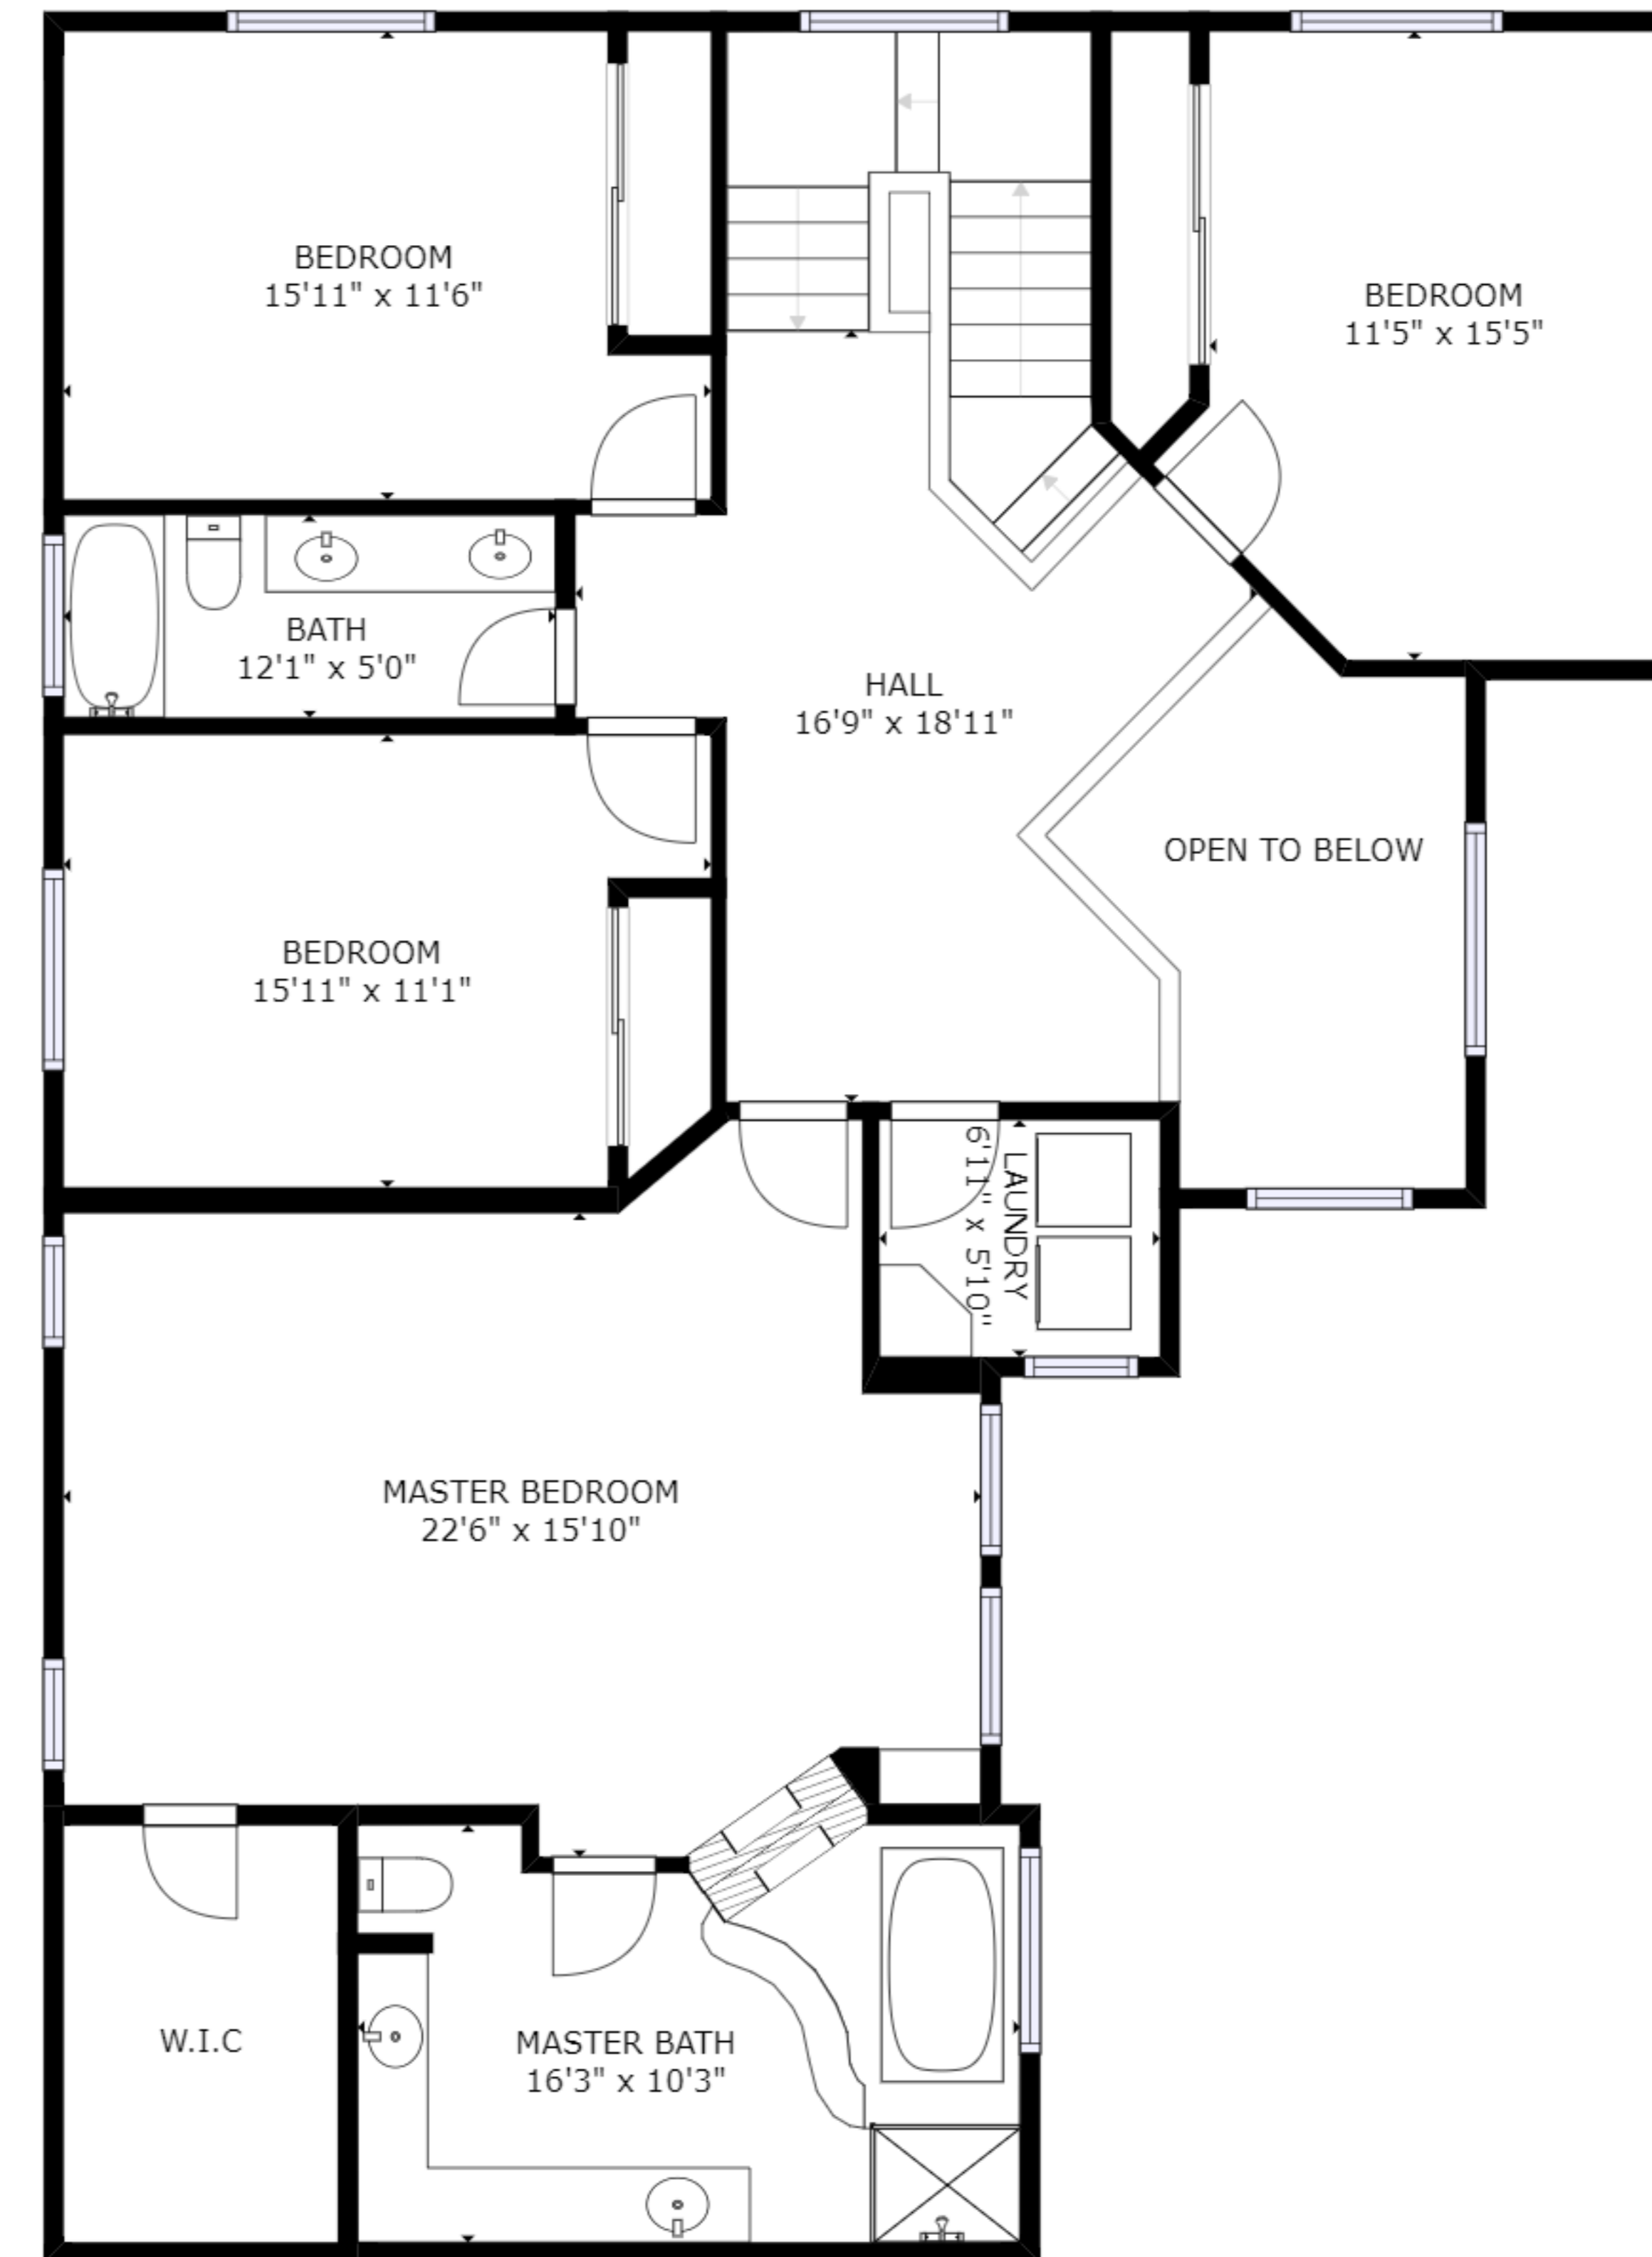 BEDROOM
15'11" x 11'6"
BEDROOM
11'5" x 15'5"
BATH
12'1" x 5'0"
HALL
16'9" x 18'11"
OPEN TO BELOW
BEDROOM
15'11" x 11'1"
LAUNDRY
6'11" x 5'10"
MASTER BEDROOM
22'6" x 15'10"
W.I.C
MASTER BATH
16'3" x 10'3"